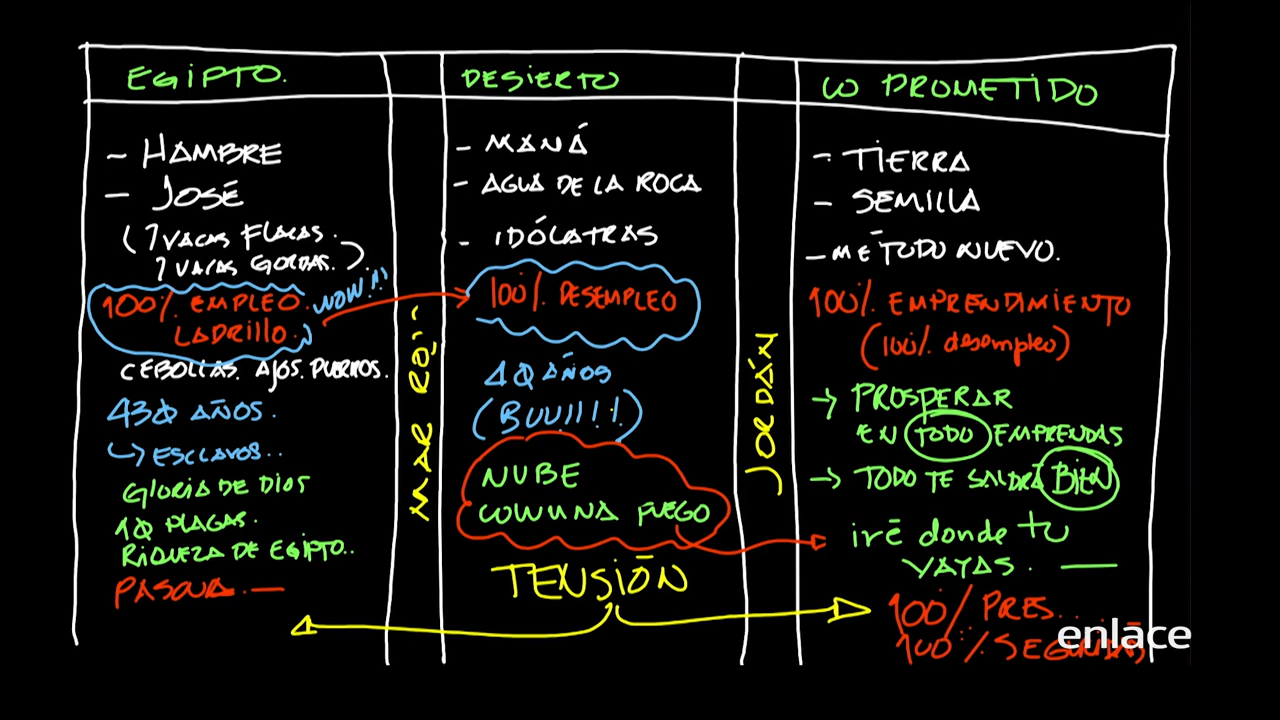 EGIPTO.
- HAMBRE
- JOSÉ
(7 VACAS FLACAS.
7 VACAS GORDAS.)
100% EMPLEO. WOW!!!
LADRILLO.
CEBOLLAS. AJOS. PUERROS.
430 AÑOS.
↳ ESCLAVOS..
GLORIA DE DIOS
10 PLAGAS.
RIQUEZA DE EGIPTO..
PASCUA. —
MAR ROJO
DESIERTO
- MANÁ
- AGUA DE LA ROCA
- IDÓLATRAS
100% DESEMPLEO
40 AÑOS
(BUU!!!!)
NUBE
COLUMNA FUEGO
TENSIÓN
JORDÁN
LO PROMETIDO
- TIERRA
- SEMILLA
- MÉTODO NUEVO.
100% EMPRENDIMIENTO
(100% desempleo)
→ PROSPERAR
EN TODO EMPRENDAS
→ TODO TE SALDRÁ BIEN
iré donde tu
VAYAS. —
100% PRES..
100% 
enlace